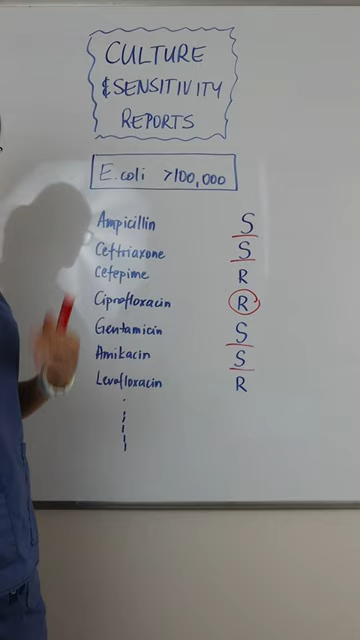 CULTURE
& SENSITIVITY
REPORTS
E.coli >100,000
Ampicillin S
Ceftriaxone S
Cefepime R
Ciprofloxacin R
Gentamicin S
Amikacin S
Levofloxacin R